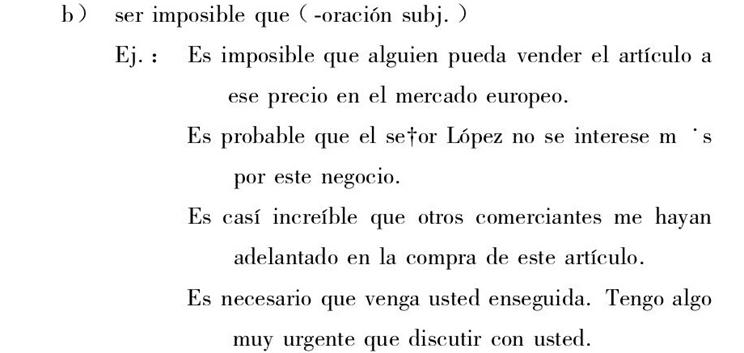 b） ser imposible que（-oración subj.）
Ej.： Es imposible que alguien pueda vender el artículo a
ese precio en el mercado europeo.
Es probable que el se†or López no se interese m ˙s
por este negocio.
Es casí increíble que otros comerciantes me hayan
adelantado en la compra de este artículo.
Es necesario que venga usted enseguida. Tengo algo
muy urgente que discutir con usted.